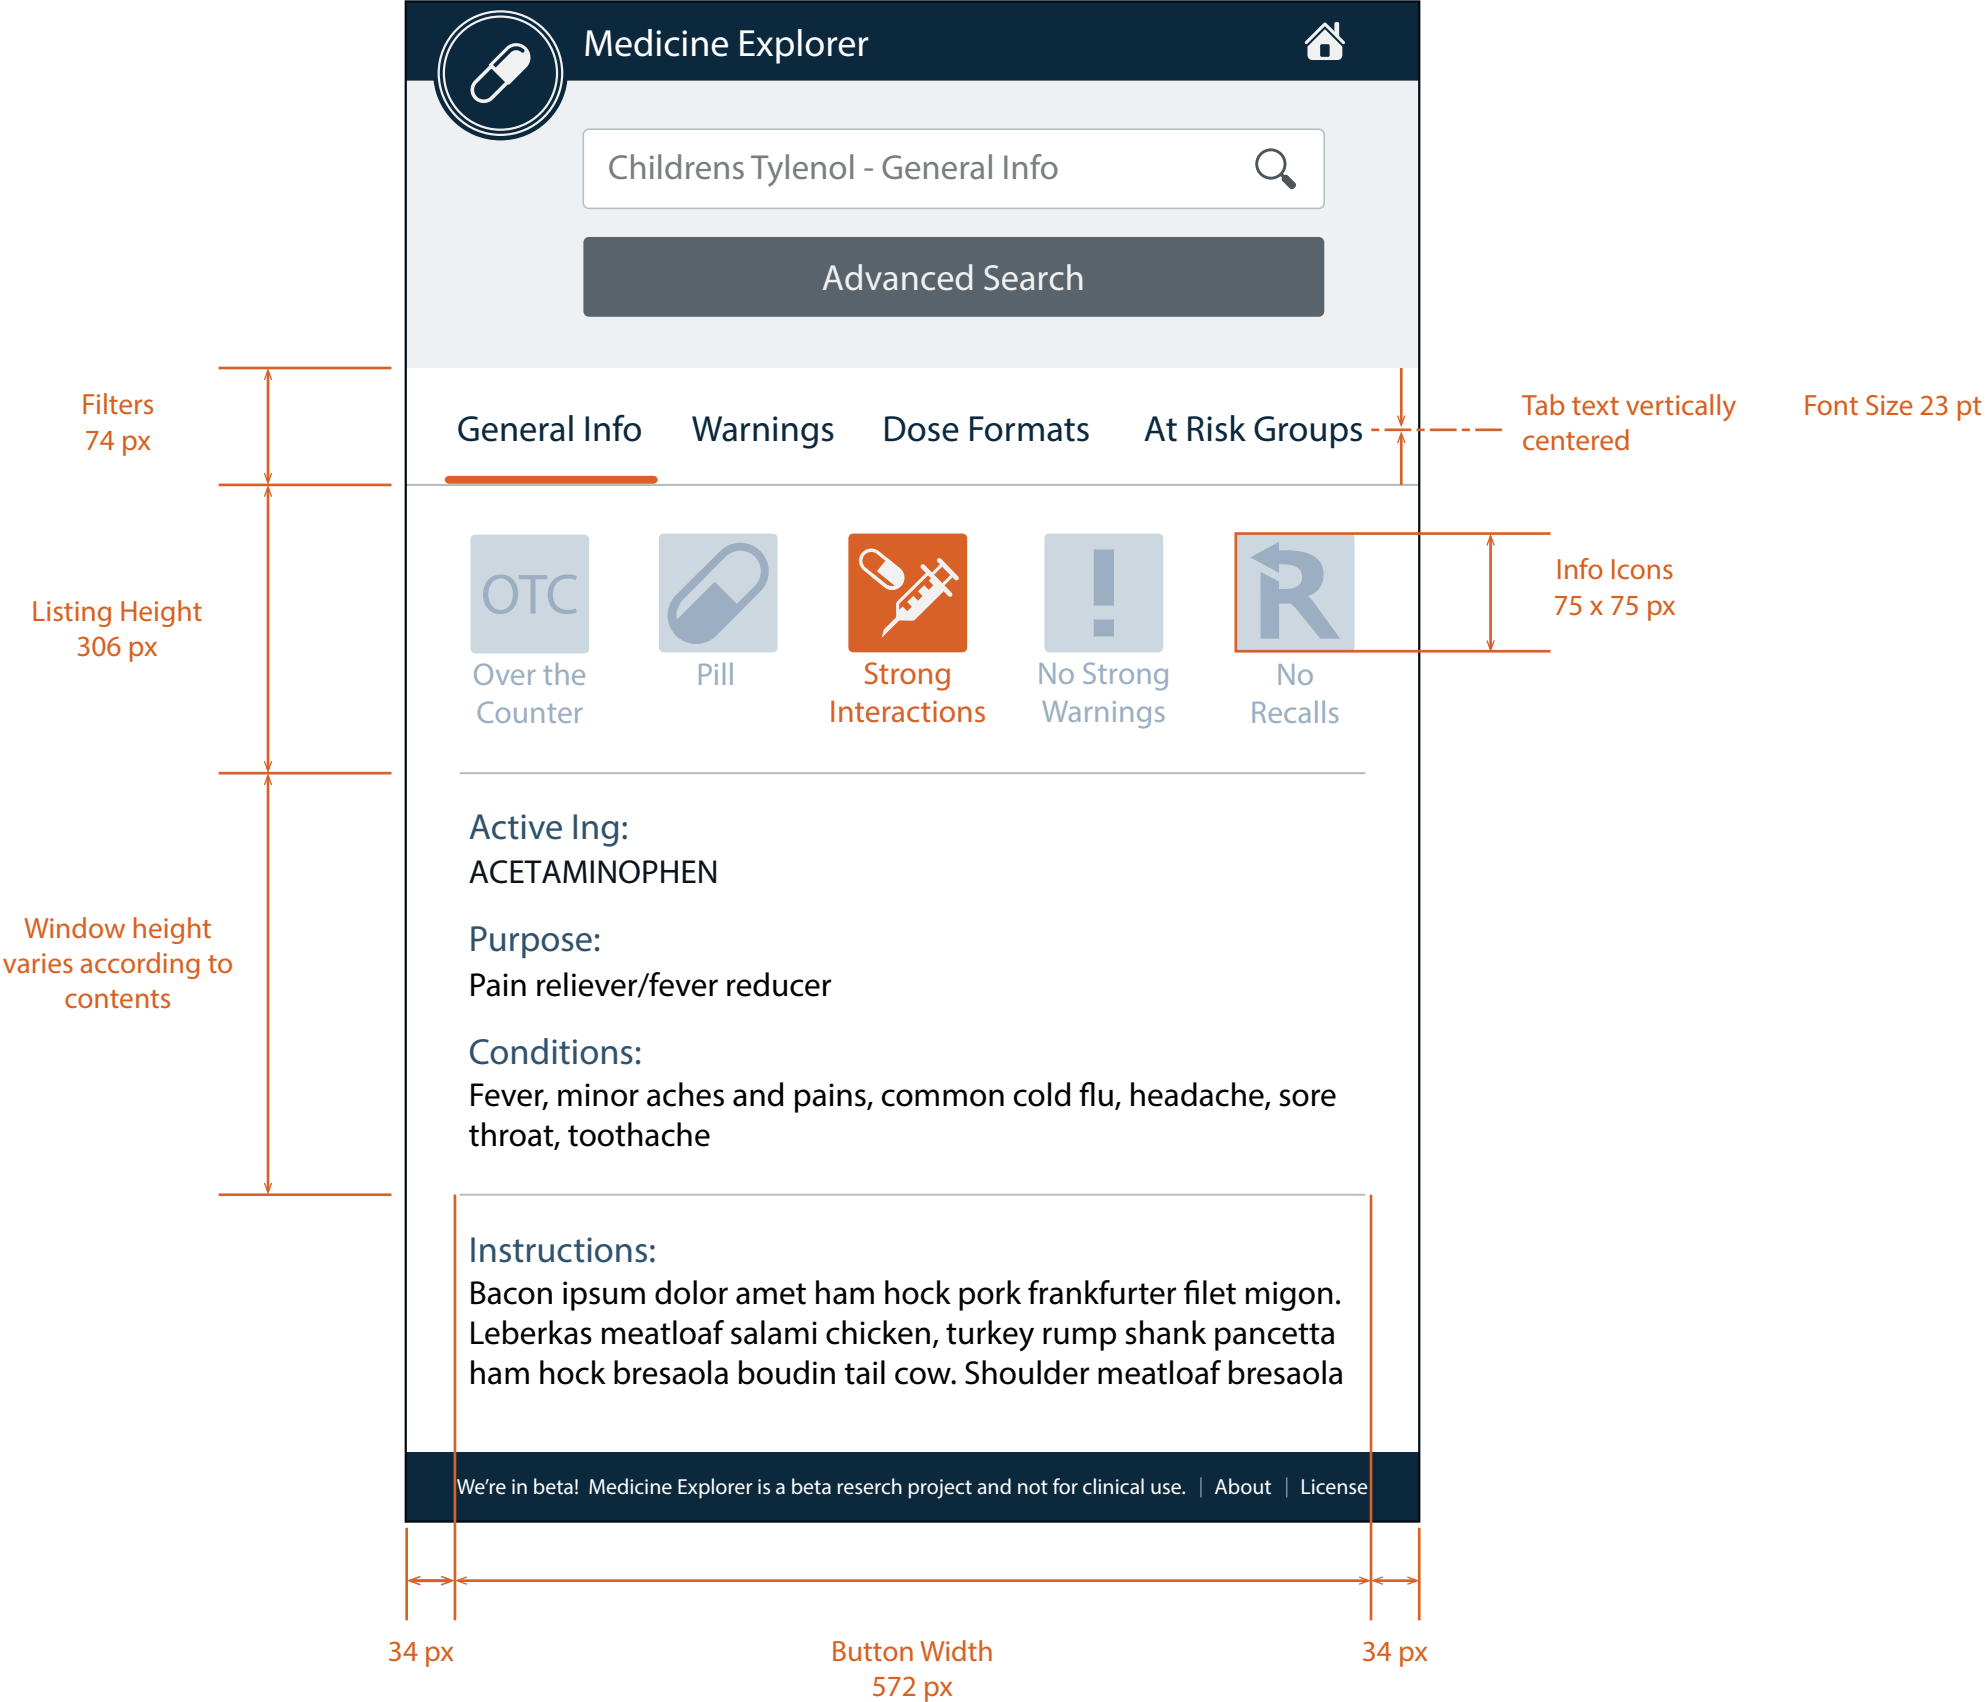 Medicine Explorer
Childrens Tylenol - General Info
Advanced Search
Filters
74 px
General Info
Warnings
Dose Formats
At Risk Groups
Tab text vertically
centered
Font Size 23 pt
Listing Height
306 px
OTC
Over the
Counter
Pill
Strong
Interactions
!
No Strong
Warnings
R
No
Recalls
Info Icons
75 x 75 px
Window height
varies according to
contents
Active Ing:
ACETAMINOPHEN
Purpose:
Pain reliever/fever reducer
Conditions:
Fever, minor aches and pains, common cold flu, headache, sore
throat, toothache
Instructions:
Bacon ipsum dolor amet ham hock pork frankfurter filet migon.
Leberkas meatloaf salami chicken, turkey rump shank pancetta
ham hock bresaola boudin tail cow. Shoulder meatloaf bresaola
We're in beta! Medicine Explorer is a beta reserch project and not for clinical use. | About | License
34 px
Button Width
572 px
34 px